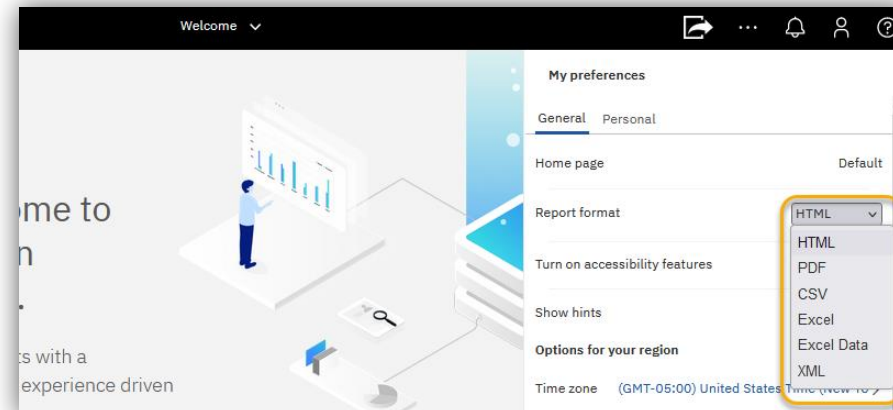 Welcome
...
My preferences
General Personal
ome to
n
.
ts with a
experience driven
Home page Default
Report format HTML
HTML
PDF
CSV
Excel
Excel Data
XML
Turn on accessibility features
Show hints
Options for your region
Time zone (GMT-05:00) United States Time (New Yo